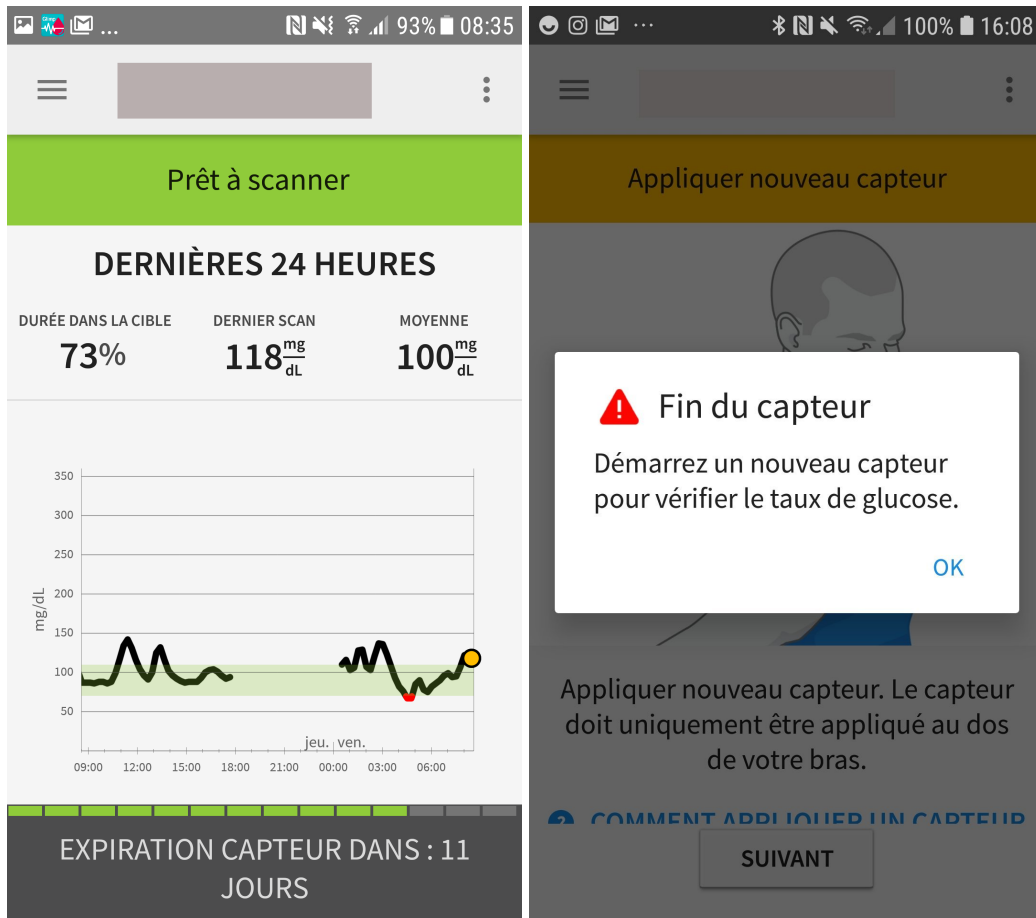 ... 93% 08:35
Prêt à scanner
DERNIÈRES 24 HEURES
DURÉE DANS LA CIBLE DERNIER SCAN MOYENNE
73% 118 mg/dL 100 mg/dL
mg/dL
350
300
250
200
150
100
50
jeu. ven.
09:00 12:00 15:00 18:00 21:00 00:00 03:00 06:00
EXPIRATION CAPTEUR DANS : 11
JOURS
... 100% 16:08
Appliquer nouveau capteur
Fin du capteur
Démarrez un nouveau capteur
pour vérifier le taux de glucose.
OK
Appliquer nouveau capteur. Le capteur
doit uniquement être appliqué au dos
de votre bras.
? COMMENT APPLIQUER UN CAPTEUR
SUIVANT